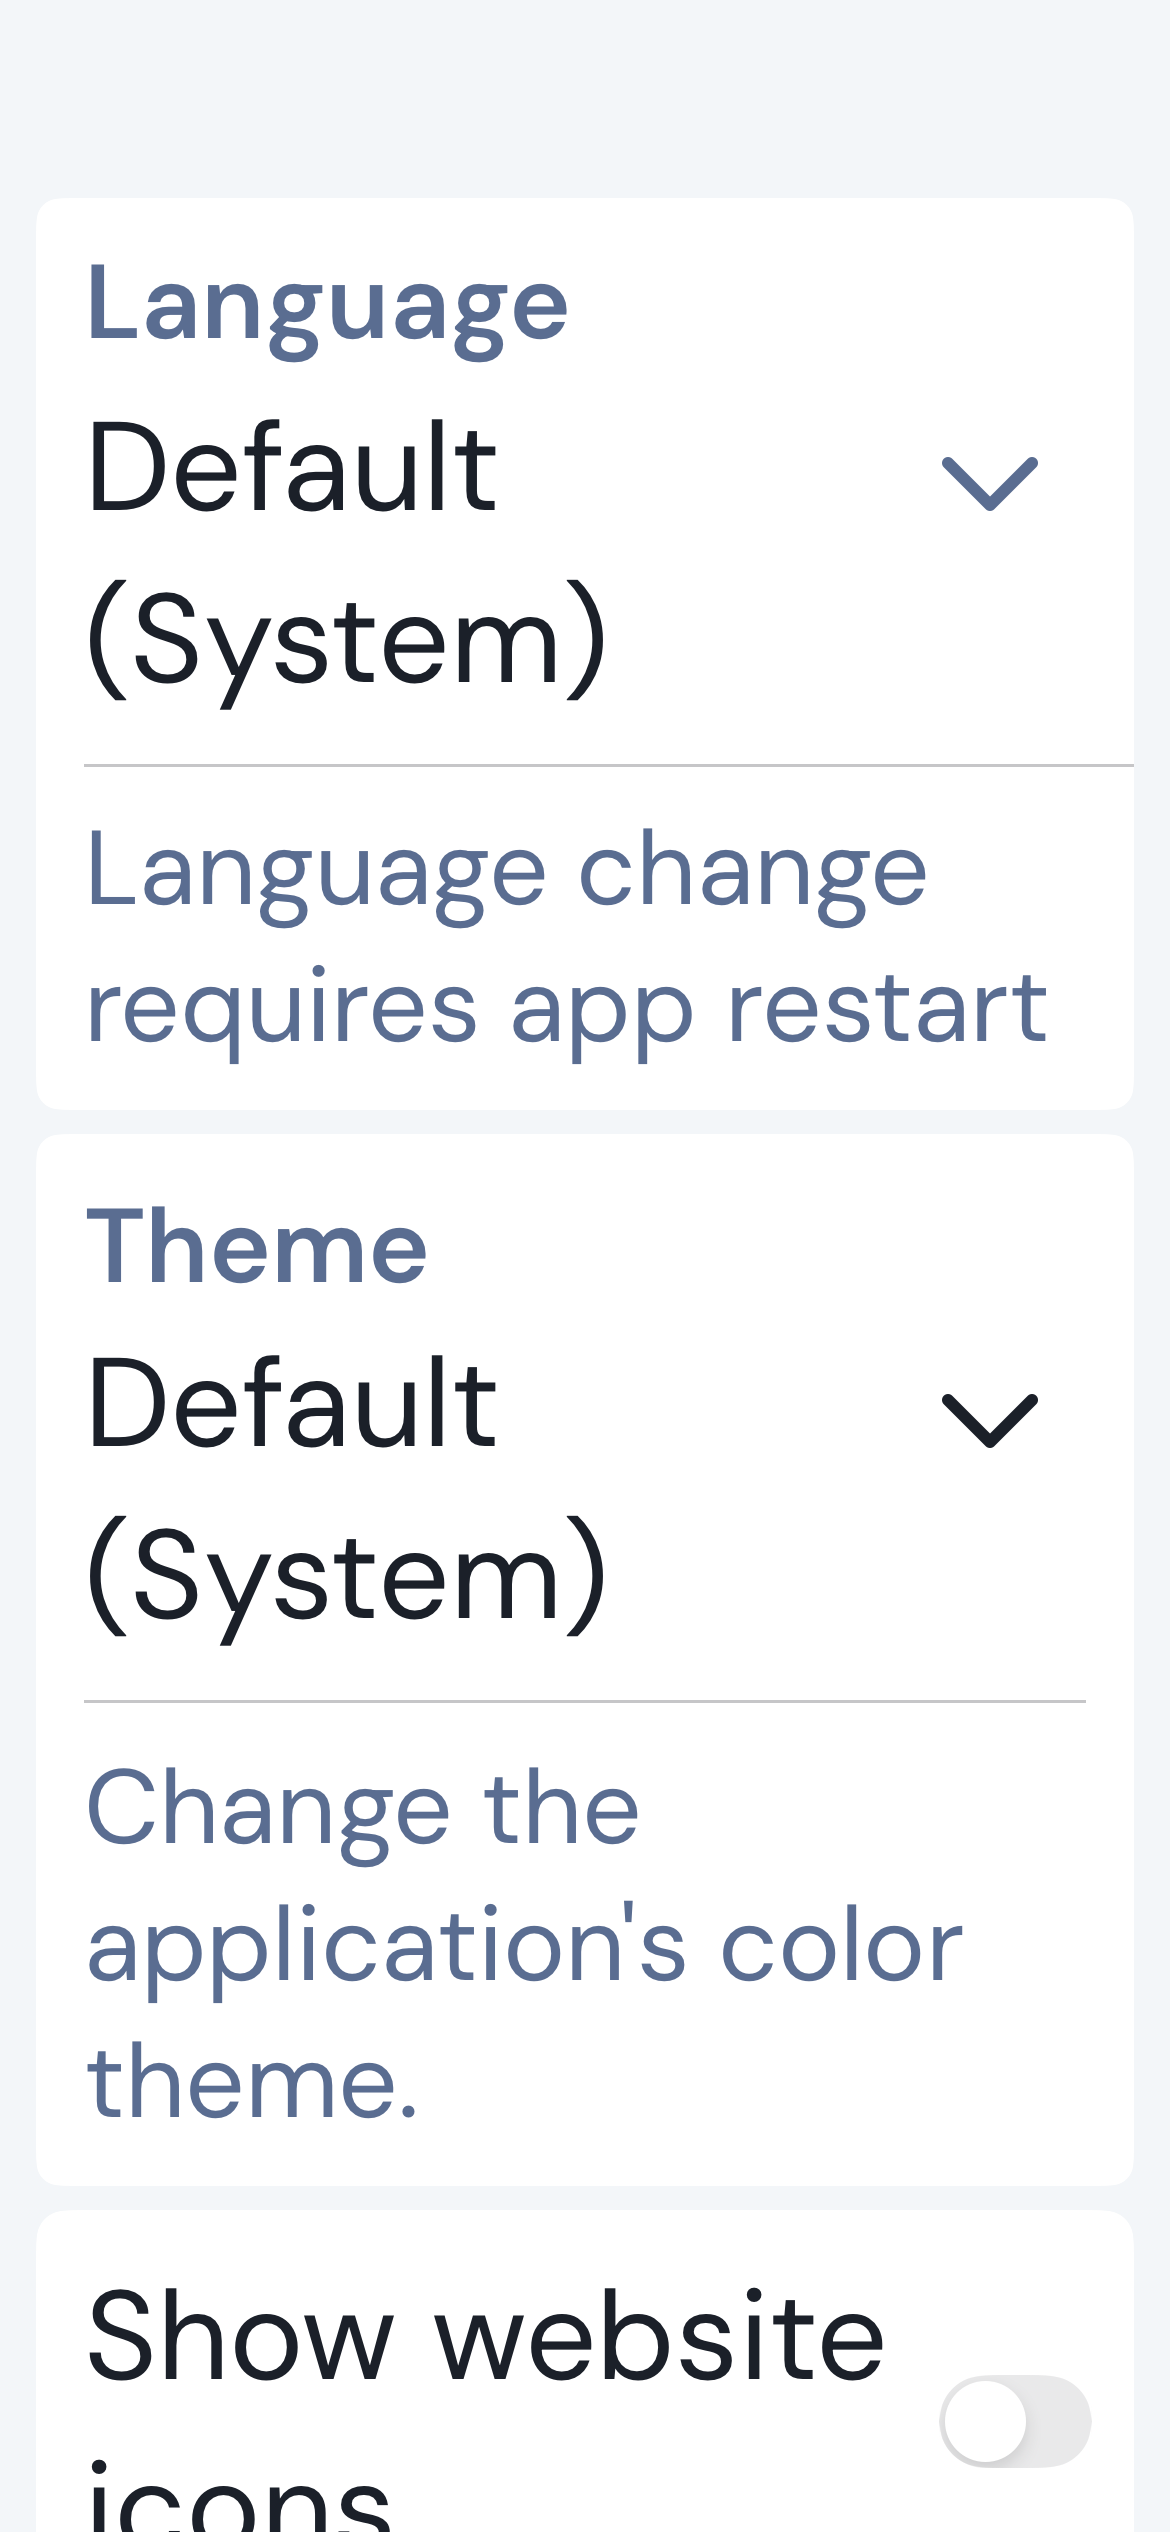 Language
Default
(System)
Language change
requires app restart
Theme
Default
(System)
Change the
application's color
theme.
Show website
icons